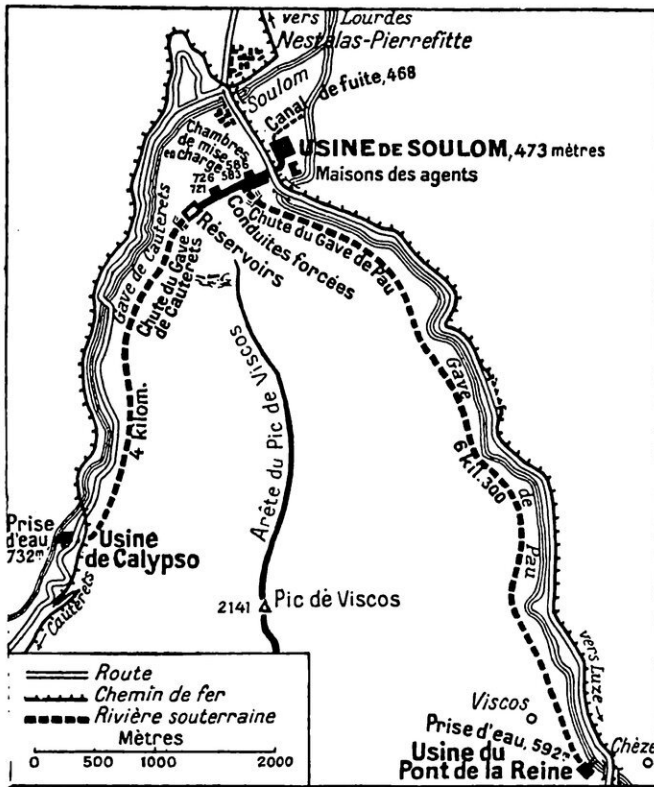 vers Lourdes
Nestalas-Pierrefitte
Soulom
Canal de fuite, 468
Chambres
de mise
en charge
586
583
726
721
USINE DE SOULOM, 473 mètres
Maisons des agents
Conduites forcées
Réservoirs
Chute du Gave de Pau
Gave de Cauterets
Chute du Gave
de Cauterets
4 kilom.
Arête du Pic de Viscos
Gave de Pau
6 kil. 300
Prise
d'eau
732m
Usine
de Calypso
Cauterets
2141 Pic de Viscos
vers Luze
Viscos
Prise d'eau, 592m
Chèze
Usine du
Pont de la Reine
Route
Chemin de fer
Rivière souterraine
Mètres
0 500 1000 2000